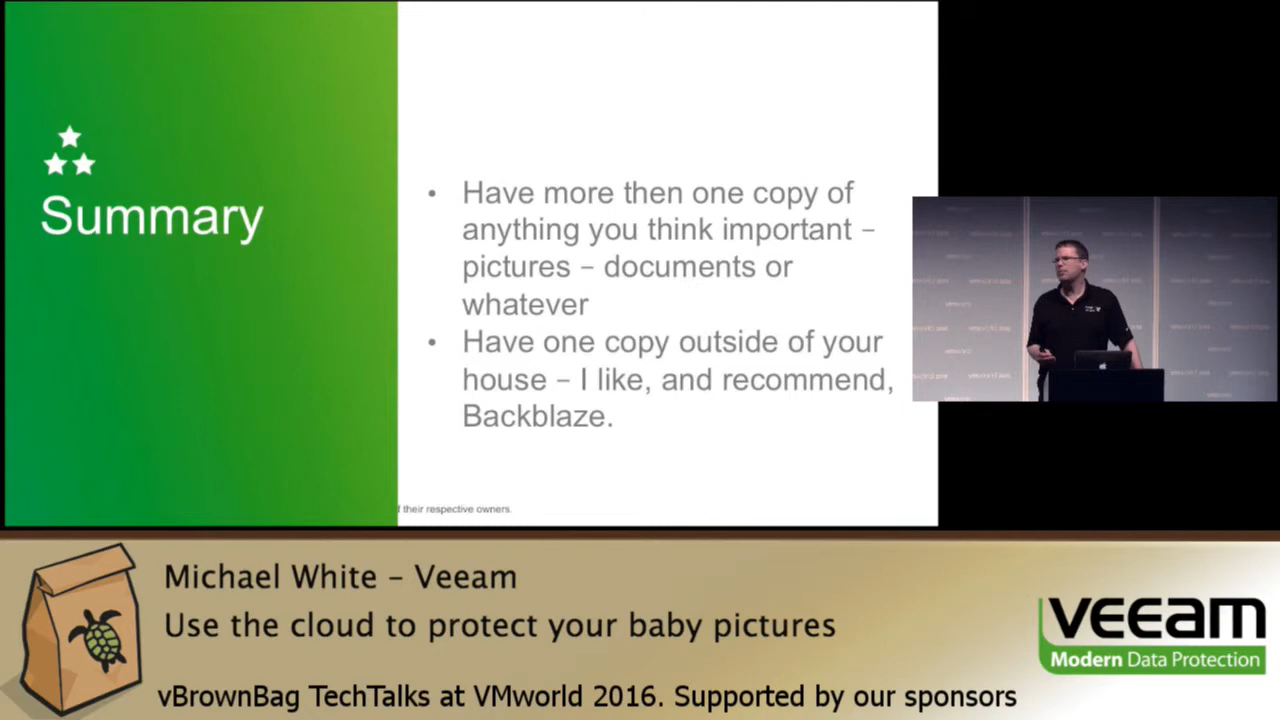 Summary
• Have more then one copy of
anything you think important –
pictures – documents or
whatever
• Have one copy outside of your
house – I like, and recommend,
Backblaze.
f their respective owners.
Michael White – Veeam
Use the cloud to protect your baby pictures
vBrownBag TechTalks at VMworld 2016. Supported by our sponsors
veeam
Modern Data Protection